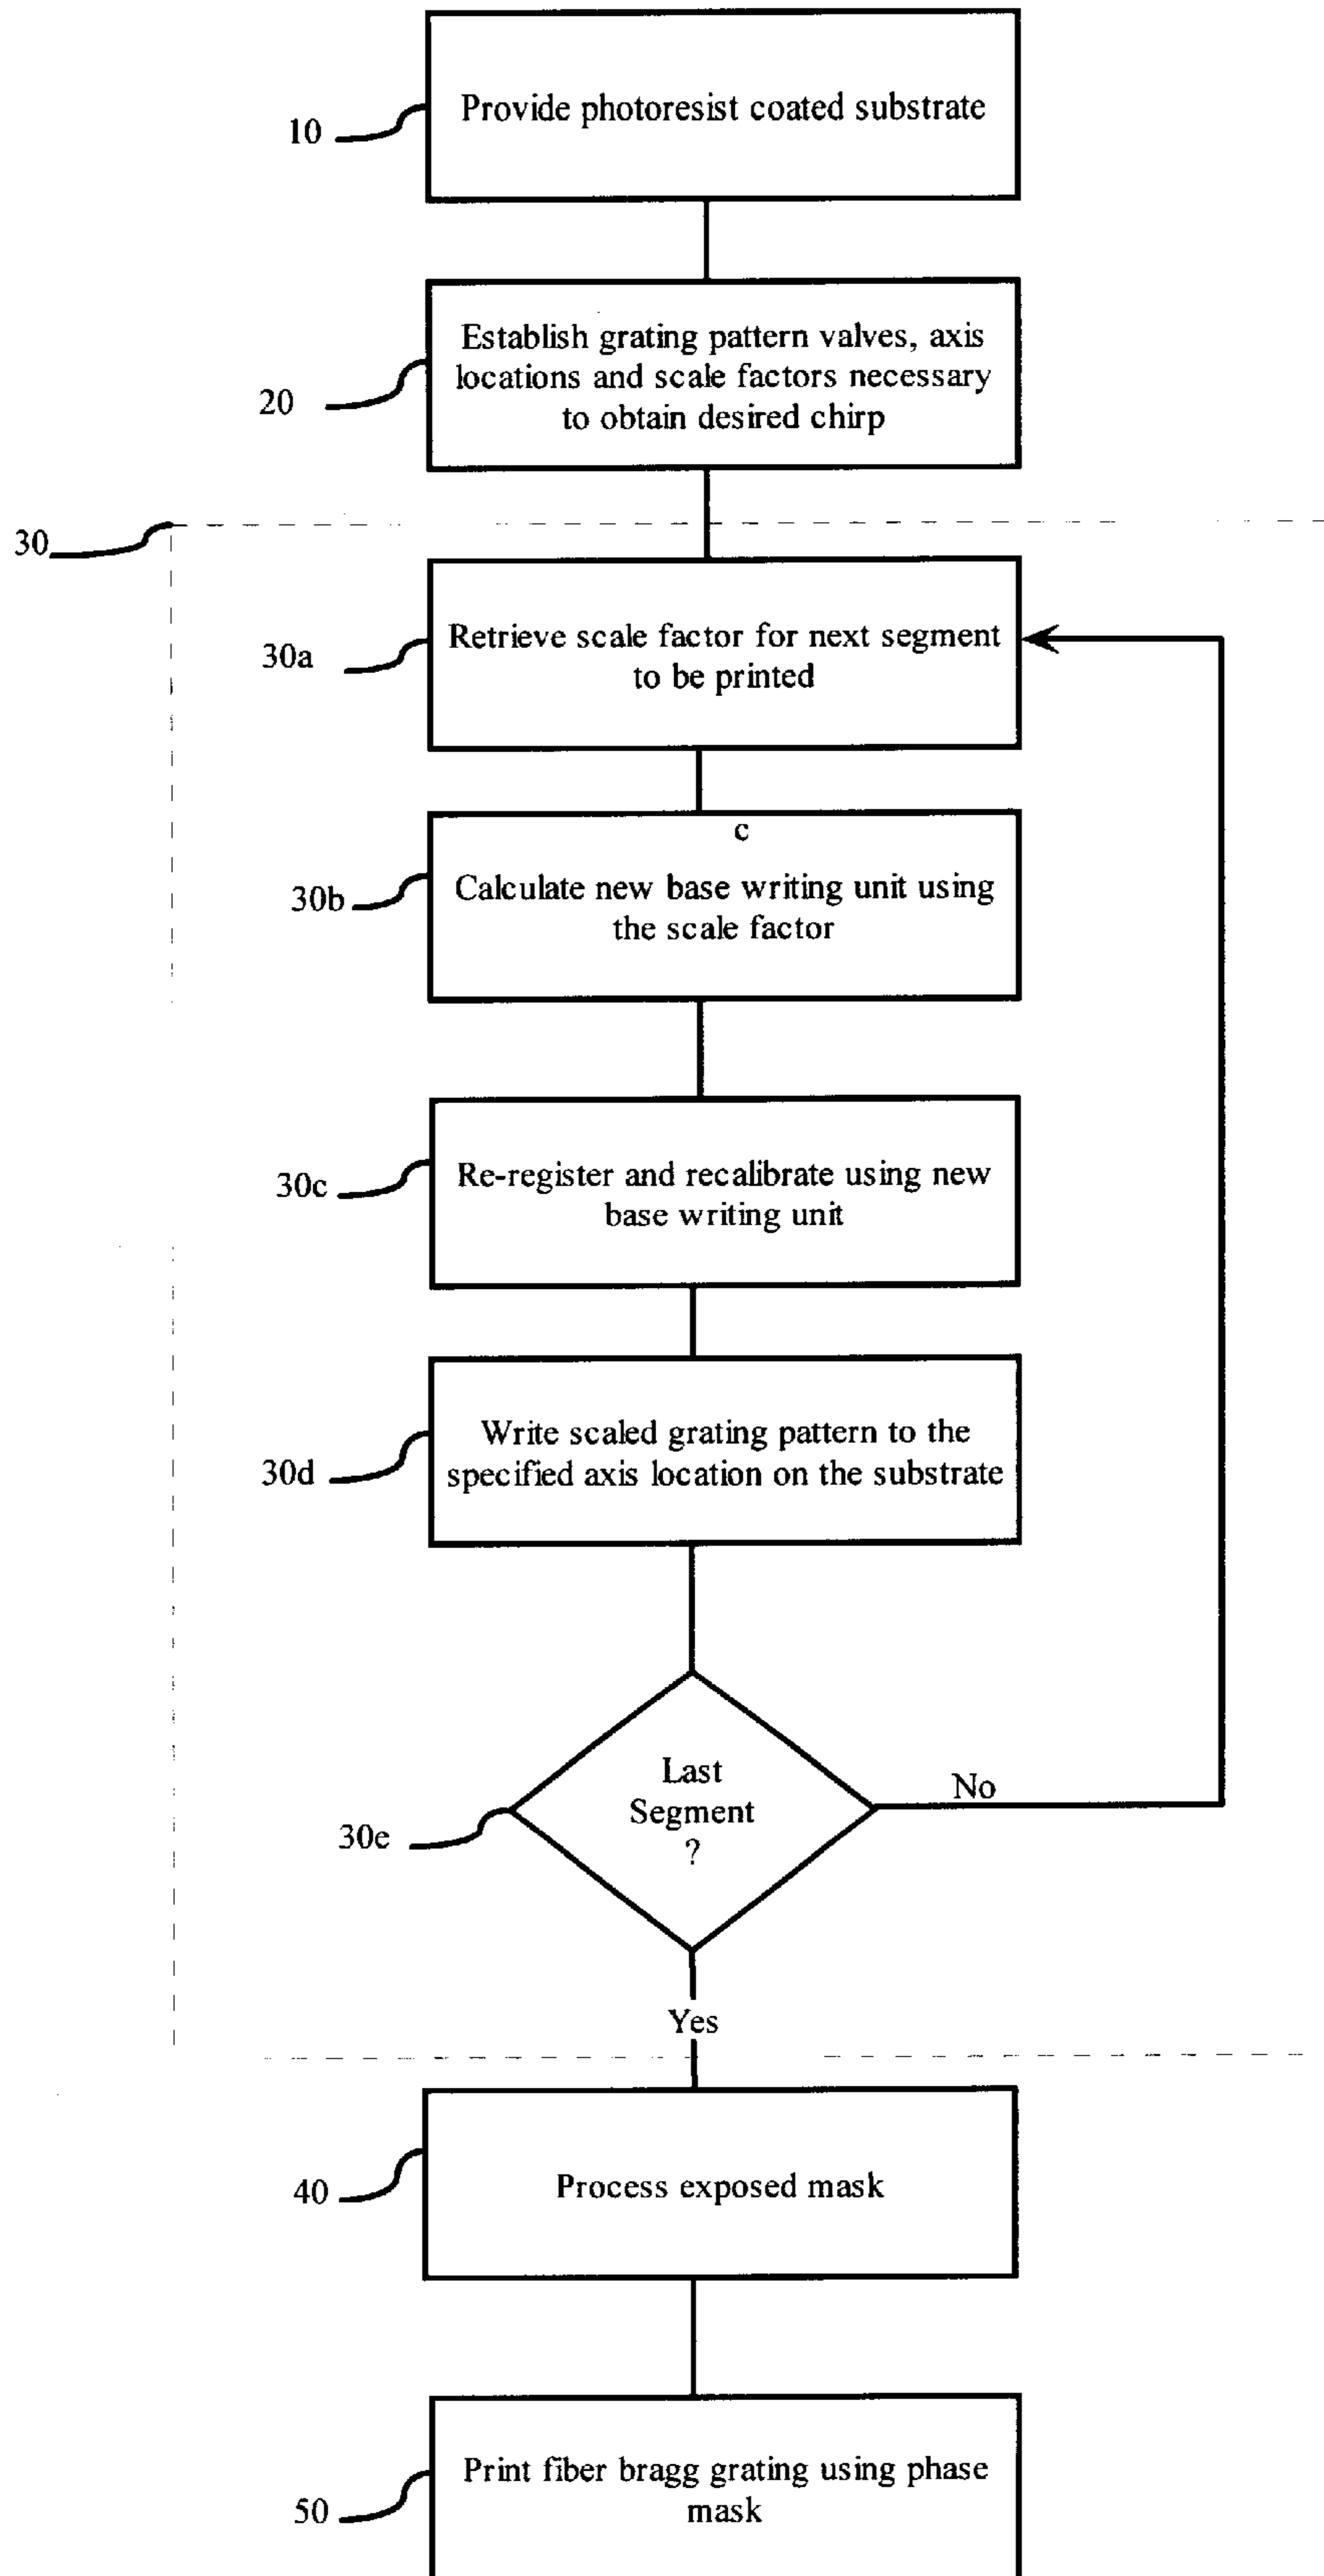 Provide photoresist coated substrate
10
Establish grating pattern valves, axis
locations and scale factors necessary
to obtain desired chirp
20
30
Retrieve scale factor for next segment
to be printed
30a
c
Calculate new base writing unit using
the scale factor
30b
Re-register and recalibrate using new
base writing unit
30c
Write scaled grating pattern to the
specified axis location on the substrate
30d
Last
Segment
?
No
30e
Yes
Process exposed mask
40
Print fiber bragg grating using phase
mask
50